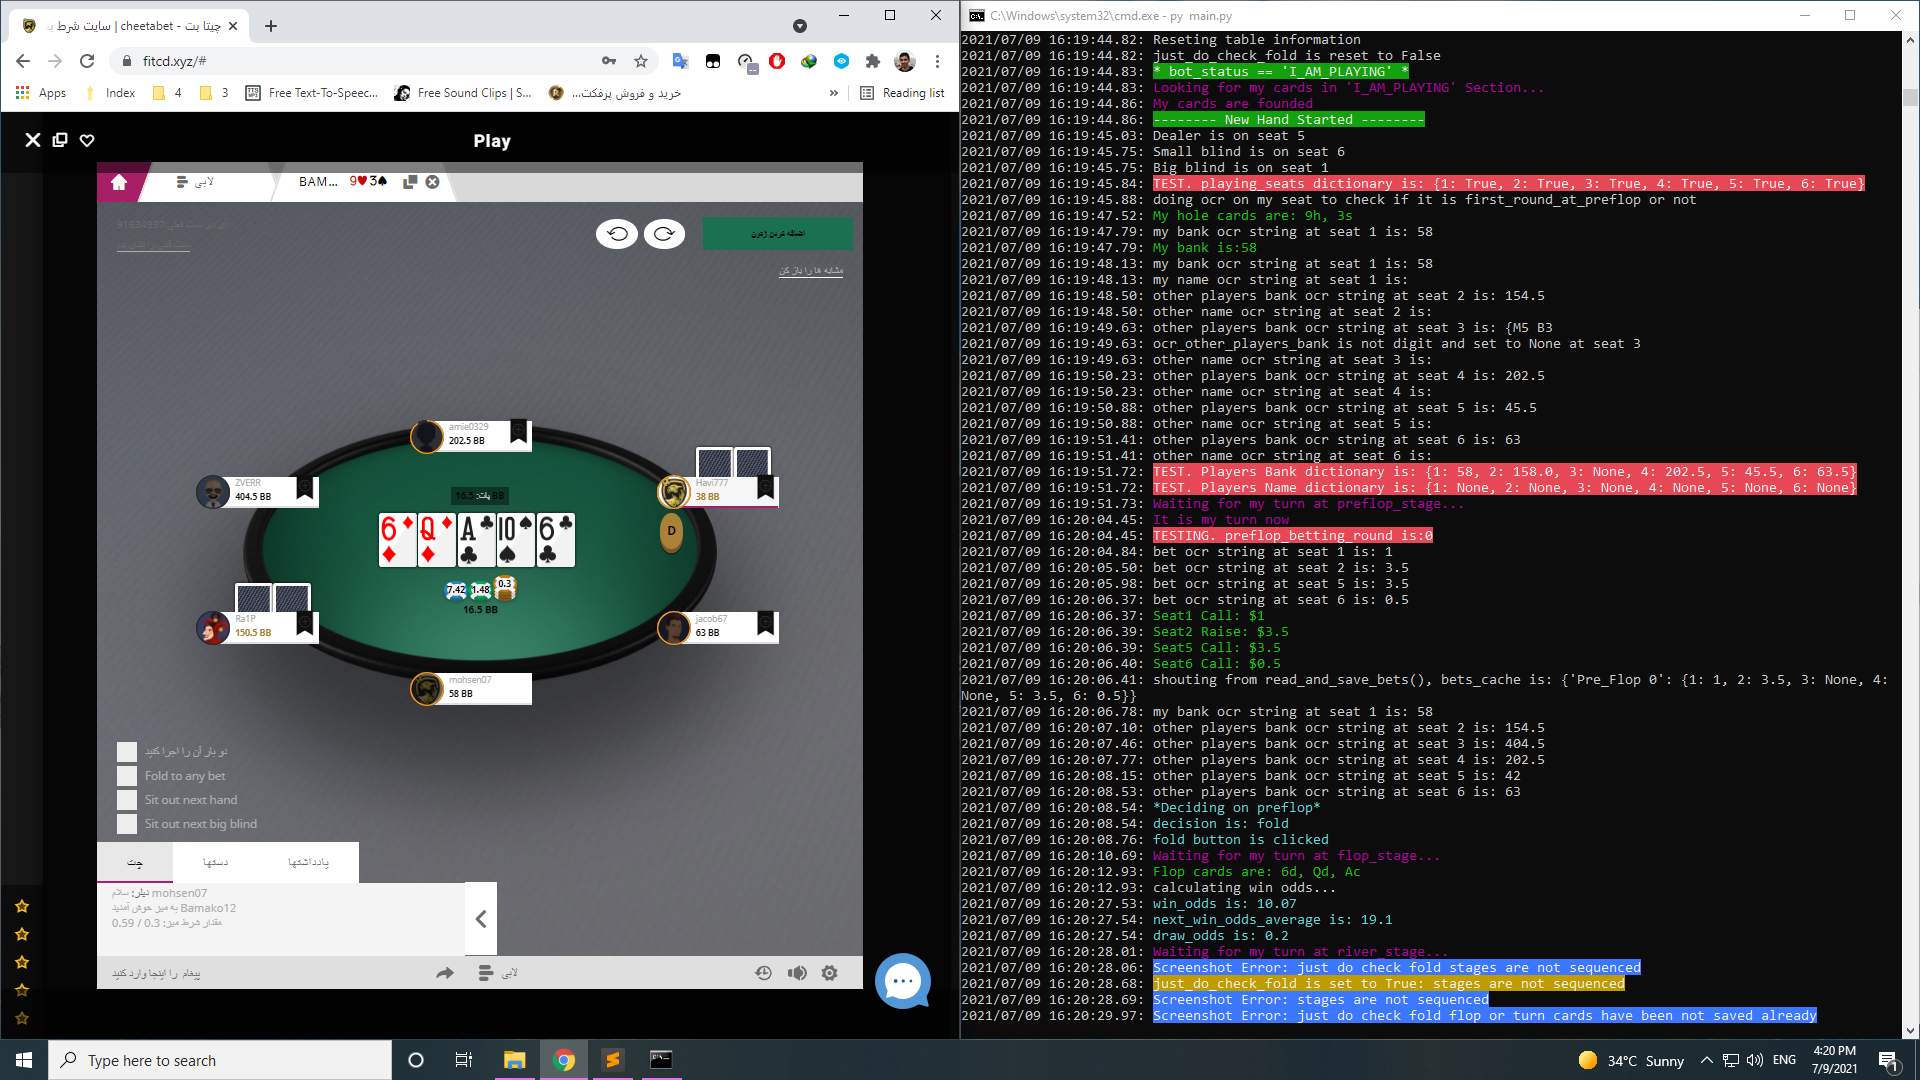 چیتا بت - cheetabet | سایت شرط ب
fitcd.xyz/#
Apps
Index
4
3
Free Text-To-Speec...
Free Sound Clips | S...
خرید و فروش پرفکت...
»
Reading list
Play
لابی
BAM... 9♥3♠
91634937
اضافه کردن ژتون
مشابه ها را باز کن
amie0329
202.5 BB
ZVERR
404.5 BB
Havi777
38 BB
پات: 16.5 BB
D
6 Q A 10 6
7.42 1.48 0.3
16.5 BB
Ra1P
150.5 BB
jacob67
63 BB
mohsen07
58 BB
دو بار آن را اجرا کنید
Fold to any bet
Sit out next hand
Sit out next big blind
چت
دستها
یادداشتها
دیلر: سلام mohsen07
به میز خوش آمدید Bamako12
مقدار شرط میز: 0.3 / 0.59
پیغام را اینجا وارد کنید
لابی
C:\Windows\system32\cmd.exe - py  main.py
2021/07/09 16:19:44.82: Reseting table information
2021/07/09 16:19:44.82: just_do_check_fold is reset to False
2021/07/09 16:19:44.83: * bot_status == 'I_AM_PLAYING' *
2021/07/09 16:19:44.83: Looking for my cards in 'I_AM_PLAYING' Section...
2021/07/09 16:19:44.86: My cards are founded
2021/07/09 16:19:44.86: -------- New Hand Started --------
2021/07/09 16:19:45.03: Dealer is on seat 5
2021/07/09 16:19:45.75: Small blind is on seat 6
2021/07/09 16:19:45.75: Big blind is on seat 1
2021/07/09 16:19:45.84: TEST. playing_seats dictionary is: {1: True, 2: True, 3: True, 4: True, 5: True, 6: True}
2021/07/09 16:19:45.88: doing ocr on my seat to check if it is first_round_at_preflop or not
2021/07/09 16:19:47.52: My hole cards are: 9h, 3s
2021/07/09 16:19:47.79: my bank ocr string at seat 1 is: 58
2021/07/09 16:19:47.79: My bank is:58
2021/07/09 16:19:48.13: my bank ocr string at seat 1 is: 58
2021/07/09 16:19:48.13: my name ocr string at seat 1 is:
2021/07/09 16:19:48.50: other players bank ocr string at seat 2 is: 154.5
2021/07/09 16:19:48.50: other name ocr string at seat 2 is:
2021/07/09 16:19:49.63: other players bank ocr string at seat 3 is: {M5 B3
2021/07/09 16:19:49.63: ocr_other_players_bank is not digit and set to None at seat 3
2021/07/09 16:19:49.63: other name ocr string at seat 3 is:
2021/07/09 16:19:50.23: other players bank ocr string at seat 4 is: 202.5
2021/07/09 16:19:50.23: other name ocr string at seat 4 is:
2021/07/09 16:19:50.88: other players bank ocr string at seat 5 is: 45.5
2021/07/09 16:19:50.88: other name ocr string at seat 5 is:
2021/07/09 16:19:51.41: other players bank ocr string at seat 6 is: 63
2021/07/09 16:19:51.41: other name ocr string at seat 6 is:
2021/07/09 16:19:51.72: TEST. Players Bank dictionary is: {1: 58, 2: 158.0, 3: None, 4: 202.5, 5: 45.5, 6: 63.5}
2021/07/09 16:19:51.72: TEST. Players Name dictionary is: {1: None, 2: None, 3: None, 4: None, 5: None, 6: None}
2021/07/09 16:19:51.73: Waiting for my turn at preflop_stage...
2021/07/09 16:20:04.45: It is my turn now
2021/07/09 16:20:04.45: TESTING. preflop_betting_round is:0
2021/07/09 16:20:04.84: bet ocr string at seat 1 is: 1
2021/07/09 16:20:05.50: bet ocr string at seat 2 is: 3.5
2021/07/09 16:20:05.98: bet ocr string at seat 5 is: 3.5
2021/07/09 16:20:06.37: bet ocr string at seat 6 is: 0.5
2021/07/09 16:20:06.37: Seat1 Call: $1
2021/07/09 16:20:06.39: Seat2 Raise: $3.5
2021/07/09 16:20:06.39: Seat5 Call: $3.5
2021/07/09 16:20:06.40: Seat6 Call: $0.5
2021/07/09 16:20:06.41: shouting from read_and_save_bets(), bets_cache is: {'Pre_Flop 0': {1: 1, 2: 3.5, 3: None, 4:
None, 5: 3.5, 6: 0.5}}
2021/07/09 16:20:06.78: my bank ocr string at seat 1 is: 58
2021/07/09 16:20:07.10: other players bank ocr string at seat 2 is: 154.5
2021/07/09 16:20:07.46: other players bank ocr string at seat 3 is: 404.5
2021/07/09 16:20:07.77: other players bank ocr string at seat 4 is: 202.5
2021/07/09 16:20:08.15: other players bank ocr string at seat 5 is: 42
2021/07/09 16:20:08.53: other players bank ocr string at seat 6 is: 63
2021/07/09 16:20:08.54: *Deciding on preflop*
2021/07/09 16:20:08.54: decision is: fold
2021/07/09 16:20:08.76: fold button is clicked
2021/07/09 16:20:10.69: Waiting for my turn at flop_stage...
2021/07/09 16:20:12.93: Flop cards are: 6d, Qd, Ac
2021/07/09 16:20:12.93: calculating win odds...
2021/07/09 16:20:27.53: win_odds is: 10.07
2021/07/09 16:20:27.54: next_win_odds_average is: 19.1
2021/07/09 16:20:27.54: draw_odds is: 0.2
2021/07/09 16:20:28.01: Waiting for my turn at river_stage...
2021/07/09 16:20:28.06: Screenshot Error: just do check fold stages are not sequenced
2021/07/09 16:20:28.68: just_do_check_fold is set to True: stages are not sequenced
2021/07/09 16:20:28.69: Screenshot Error: stages are not sequenced
2021/07/09 16:20:29.97: Screenshot Error: just do check fold flop or turn cards have been not saved already
Type here to search
34°C Sunny
ENG
4:20 PM
7/9/2021
1